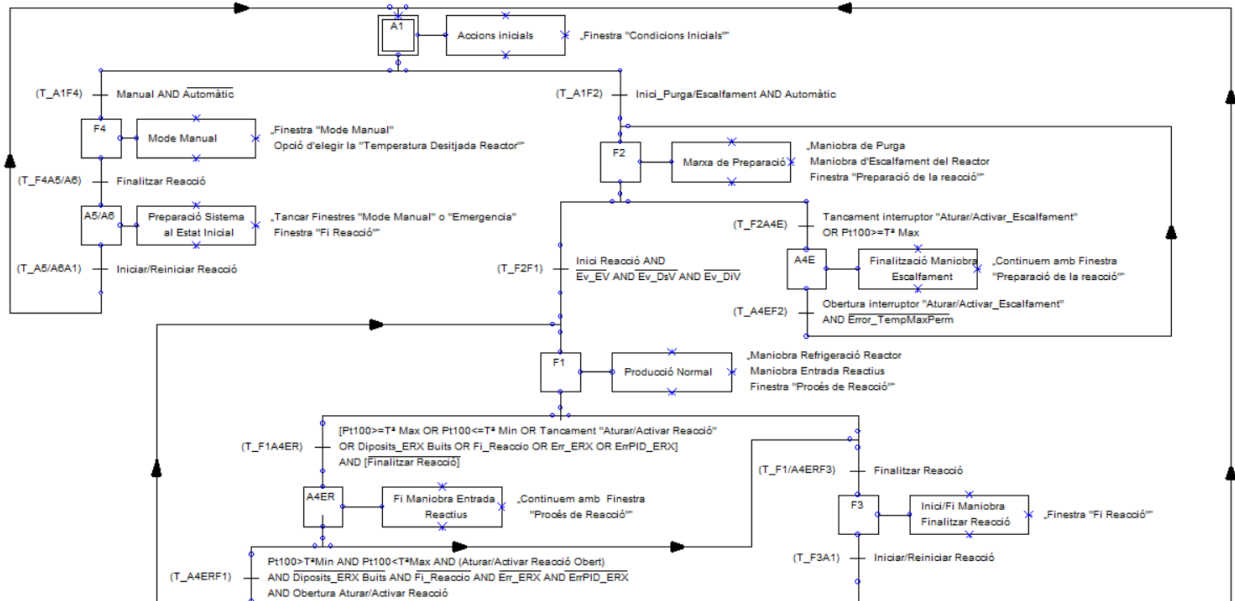 A1
Accions inicials
„Finestra "Condicions Inicials"“
(T_A1F4)
Manual AND Automàtic
(T_A1F2)
Inici_Purga/Escalfament AND Automàtic
F4
Mode Manual
„Finestra "Mode Manual"
Opció d'elegir la "Temperatura Desitjada Reactor"“
F2
Marxa de Preparació
„Maniobra de Purga
Maniobra d'Escalfament del Reactor
Finestra "Preparació de la reacció"“
(T_F4A5/A6)
Finalitzar Reacció
A5/A6
Preparació Sistema
al Estat Inicial
„Tancar Finestres "Mode Manual" o "Emergencia"
Finestra "Fi Reacció"“
(T_F2A4E)
Tancament interruptor "Aturar/Activar_Escalfament"
OR Pt100>=Tª Max
(T_A5/A6A1)
Iniciar/Reiniciar Reacció
(T_F2F1)
Inici Reacció AND
Ev_EV AND Ev_DsV AND Ev_DiV
A4E
Finalització Maniobra
Escalfament
„Continuem amb Finestra
"Preparació de la reacció"“
(T_A4EF2)
Obertura interruptor "Aturar/Activar_Escalfament"
AND Error_TempMaxPerm
F1
Producció Normal
„Maniobra Refrigeració Reactor
Maniobra Entrada Reactius
Finestra "Procés de Reacció"“
(T_F1A4ER)
[Pt100>=Tª Max OR Pt100<=Tª Min OR Tancament "Aturar/Activar Reacció"
OR Diposits_ERX Buits OR Fi_Reaccio OR Err_ERX OR ErrPID_ERX]
AND [Finalitzar Reacció]
(T_F1/A4ERF3)
Finalitzar Reacció
A4ER
Fi Maniobra Entrada
Reactius
„Continuem amb Finestra
"Procés de Reacció"“
F3
Inici/Fi Maniobra
Finalitzar Reacció
„Finestra "Fi Reacció"“
(T_A4ERF1)
Pt100>TªMin AND Pt100<TªMax AND (Aturar/Activar Reacció Obert)
AND Diposits_ERX Buits AND Fi_Reaccio AND Err_ERX AND ErrPID_ERX
AND Obertura Aturar/Activar Reacció
(T_F3A1)
Iniciar/Reiniciar Reacció